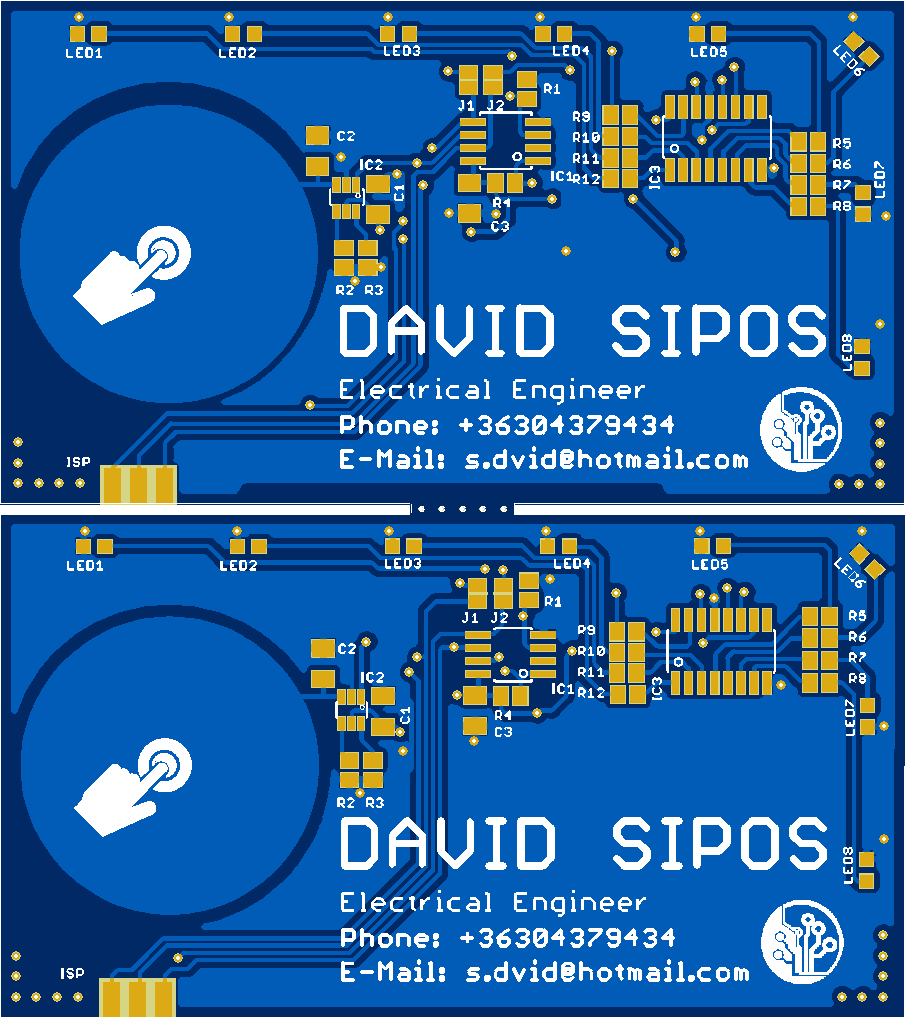 LED1 LED2 LED3 LED4 LED5 LED6
J1 J2 R1
R9
C2 R10 R5
IC2 R11 R6
IC1 R12 IC3 R7 LED7
C1 R4 R8
C3
R2 R3
DAVID SIPOS
LED8
Electrical Engineer
Phone: +36304379434
E-Mail: s.dvid@hotmail.com
ISP
LED1 LED2 LED3 LED4 LED5 LED6
R1
J1 J2 R5
R9 R6
C2 R10 R7
IC2 R11 R8
IC1 R12 IC3
C1 R4 LED7
C3
R2 R3
DAVID SIPOS
LED8
Electrical Engineer
Phone: +36304379434
E-Mail: s.dvid@hotmail.com
ISP